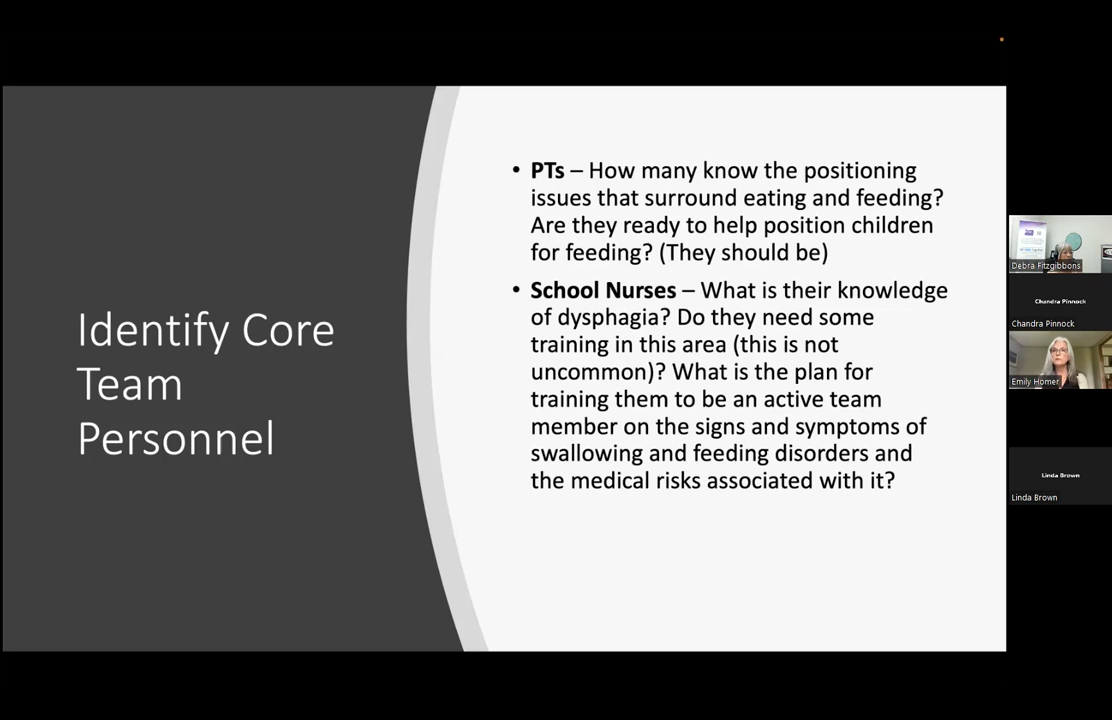 Identify Core
Team
Personnel
• PTs – How many know the positioning
issues that surround eating and feeding?
Are they ready to help position children
for feeding? (They should be)
• School Nurses – What is their knowledge
of dysphagia? Do they need some
training in this area (this is not
uncommon)? What is the plan for
training them to be an active team
member on the signs and symptoms of
swallowing and feeding disorders and
the medical risks associated with it?
Debra Fitzgibbons
Chandra Pinnock
Chandra Pinnock
Emily Homer
Linda Brown
Linda Brown